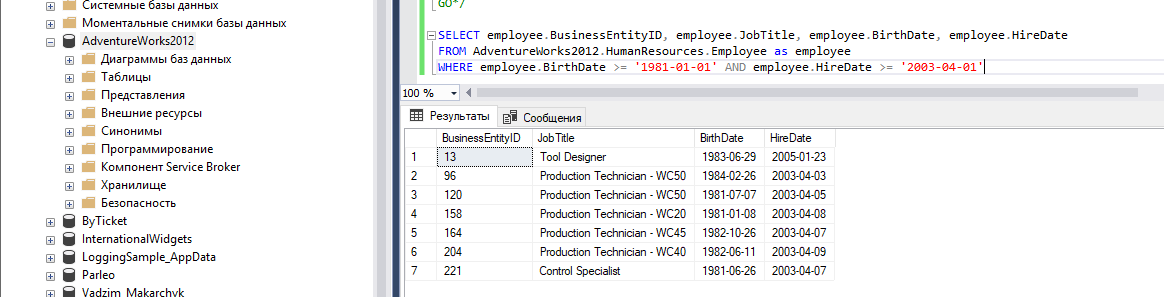 Системные базы данных
Моментальные снимки базы данных
AdventureWorks2012
Диаграммы баз данных
Таблицы
Представления
Внешние ресурсы
Синонимы
Программирование
Компонент Service Broker
Хранилище
Безопасность
ByTicket
InternationalWidgets
LoggingSample_AppData
Parleo
Vadzim_Makarchyk
GO*/
SELECT employee.BusinessEntityID, employee.JobTitle, employee.BirthDate, employee.HireDate
FROM AdventureWorks2012.HumanResources.Employee as employee
WHERE employee.BirthDate >= '1981-01-01' AND employee.HireDate >= '2003-04-01'
100 %
Результаты Сообщения
BusinessEntityID JobTitle BirthDate HireDate
1 13 Tool Designer 1983-06-29 2005-01-23
2 96 Production Technician - WC50 1984-02-26 2003-04-03
3 120 Production Technician - WC50 1981-07-07 2003-04-05
4 158 Production Technician - WC20 1981-01-08 2003-04-08
5 164 Production Technician - WC45 1982-10-26 2003-04-07
6 204 Production Technician - WC40 1982-06-11 2003-04-09
7 221 Control Specialist 1981-06-26 2003-04-07